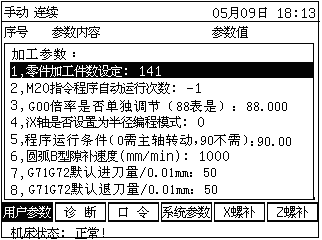 手动 连续 05月09日 18:13
序号 参数内容 参数值
加工参数：
1,零件加工件数设定: 141
2,M20指令程序自动运行次数: -1
3,G00倍率是否单独调节(88表是): 88.000
4,iX轴是否设置为半径编程模式: 0
5,程序运行条件(0需主轴转动,90不需):90.00
6,圆弧B型隙补速度(mm/min): 1000
7,G71G72默认进刀量/0.01mm: 50
8,G71G72默认退刀量/0.01mm: 50
用户参数 诊 断 口 令 系统参数 X螺补 Z螺补
机床状态: 正常!